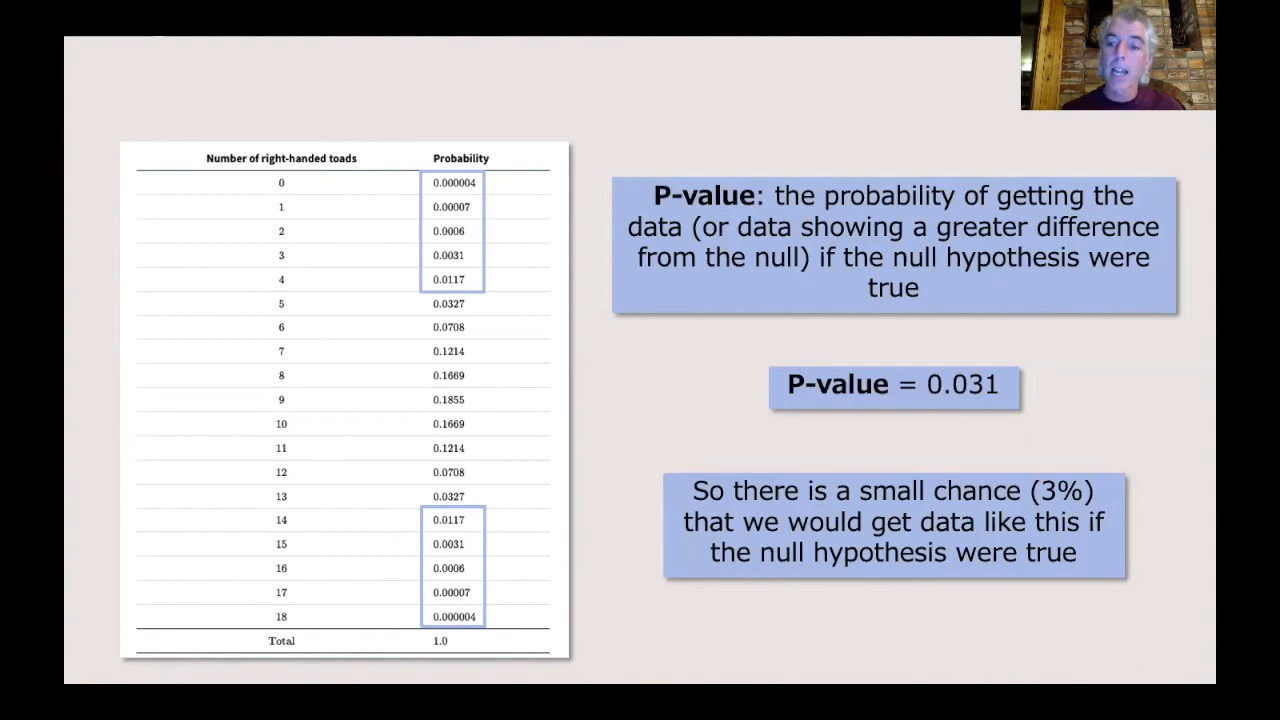 Number of right-handed toads Probability
0 0.000004
1 0.00007
2 0.0006
3 0.0031
4 0.0117
5 0.0327
6 0.0708
7 0.1214
8 0.1669
9 0.1855
10 0.1669
11 0.1214
12 0.0708
13 0.0327
14 0.0117
15 0.0031
16 0.0006
17 0.00007
18 0.000004
Total 1.0
P-value: the probability of getting the
data (or data showing a greater difference
from the null) if the null hypothesis were
true
P-value = 0.031
So there is a small chance (3%)
that we would get data like this if
the null hypothesis were true